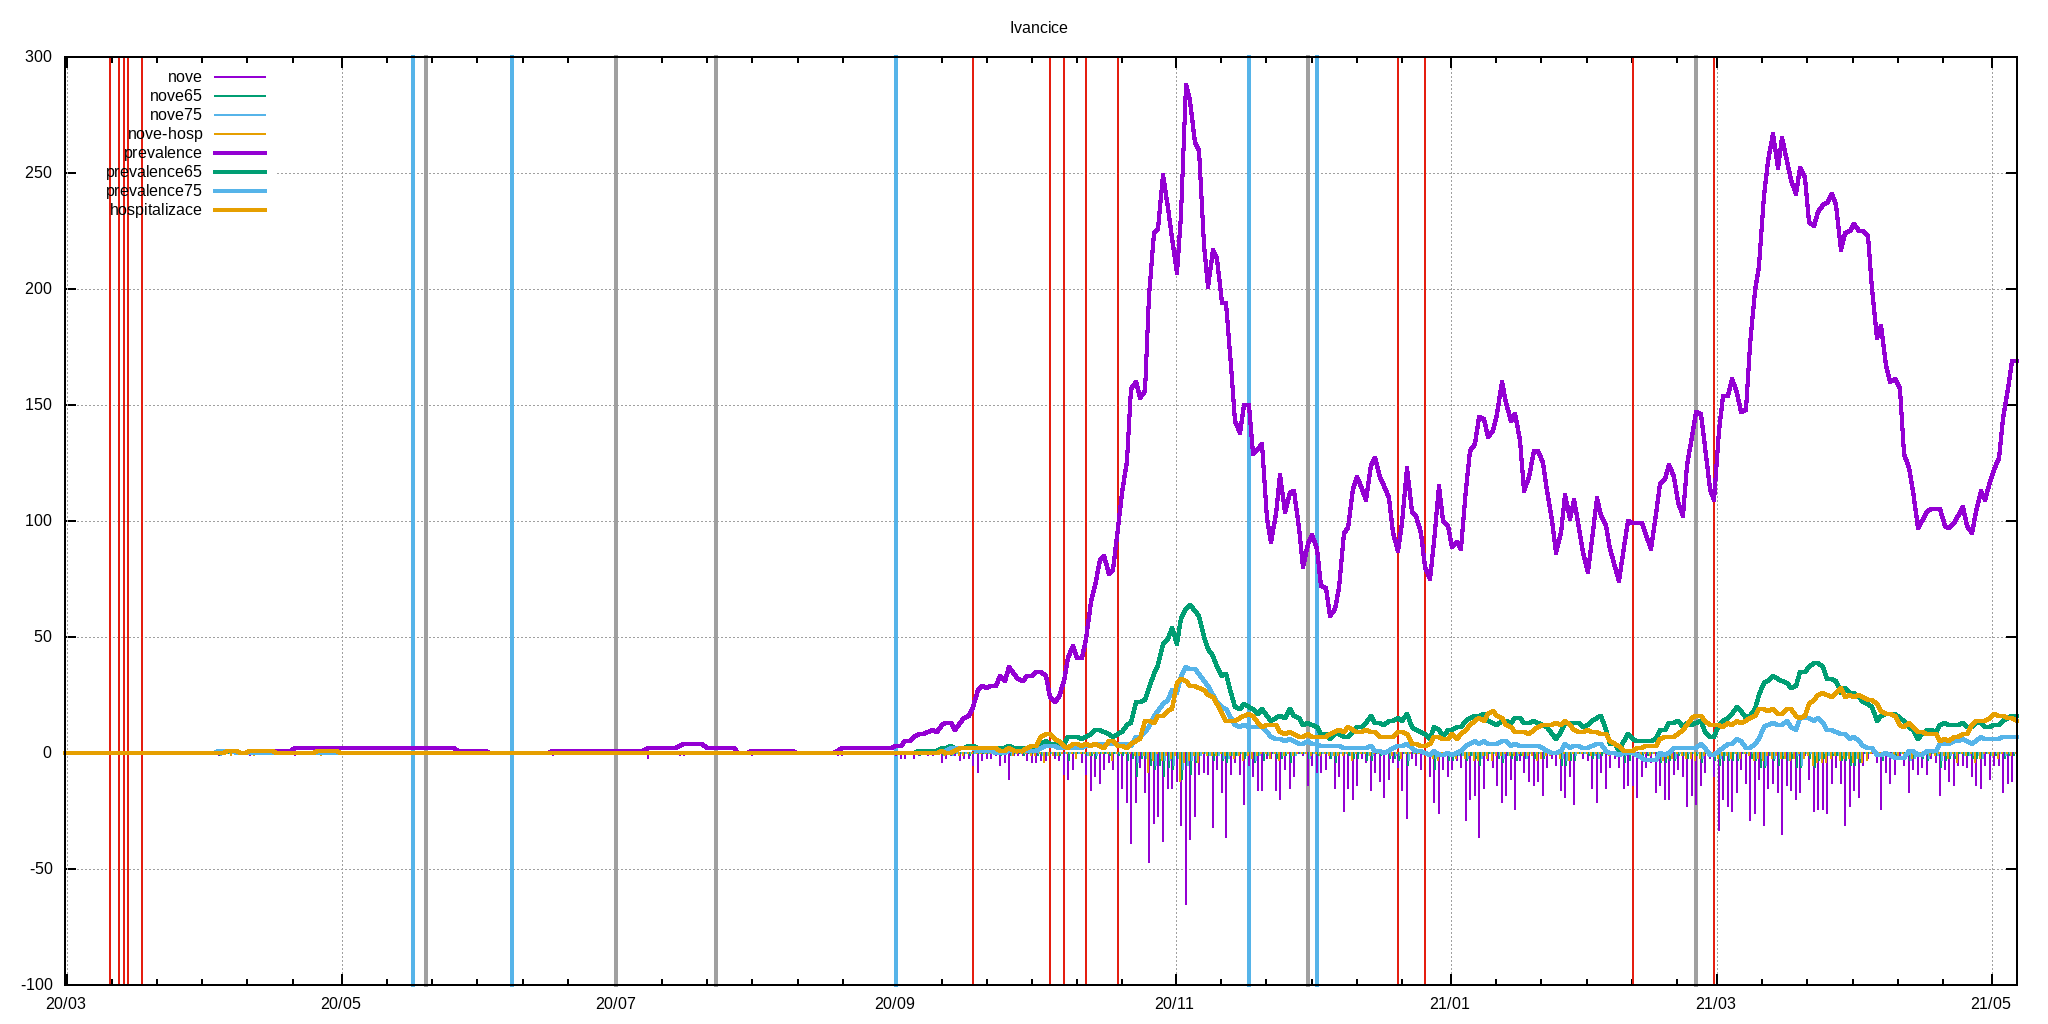 Ivancice
300
250
200
150
100
50
0
-50
-100
nove
nove65
nove75
nove-hosp
prevalence
prevalence65
prevalence75
hospitalizace
20/03 20/05 20/07 20/09 20/11 21/01 21/03 21/05